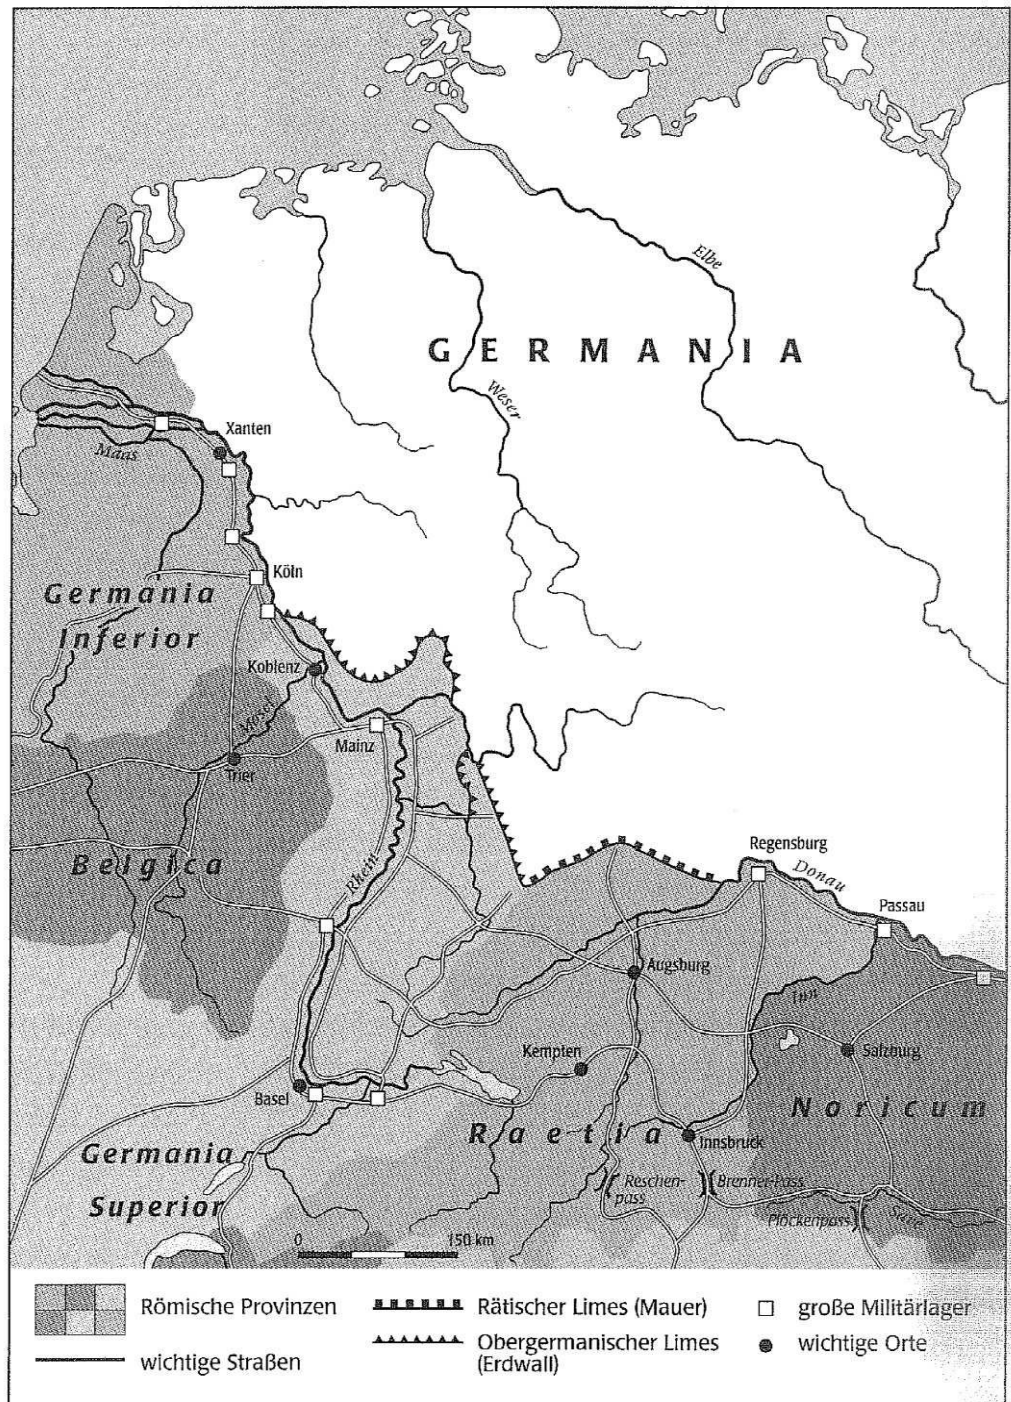 Elbe
GERMANIA
Weser
Xanten
Maas
Köln
Germania
Inferior
Koblenz
Mosel
Mainz
Trier
Belgica
Rhein
Regensburg
Donau
Passau
Augsburg
Inn
Kempten
Salzburg
Basel
Noricum
Raetia
Innsbruck
Germania
Superior
Reschen-
pass
Brenner-Pass
Plöckenpass
0 150 km
Römische Provinzen
wichtige Straßen
Rätischer Limes (Mauer)
Obergermanischer Limes
(Erdwall)
große Militärlager
wichtige Orte